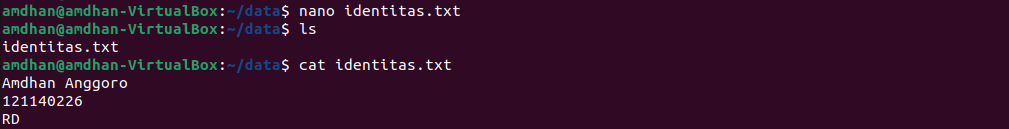 amdhan@amdhan-VirtualBox:~/data$ nano identitas.txt
amdhan@amdhan-VirtualBox:~/data$ ls
identitas.txt
amdhan@amdhan-VirtualBox:~/data$ cat identitas.txt
Amdhan Anggoro
121140226
RD